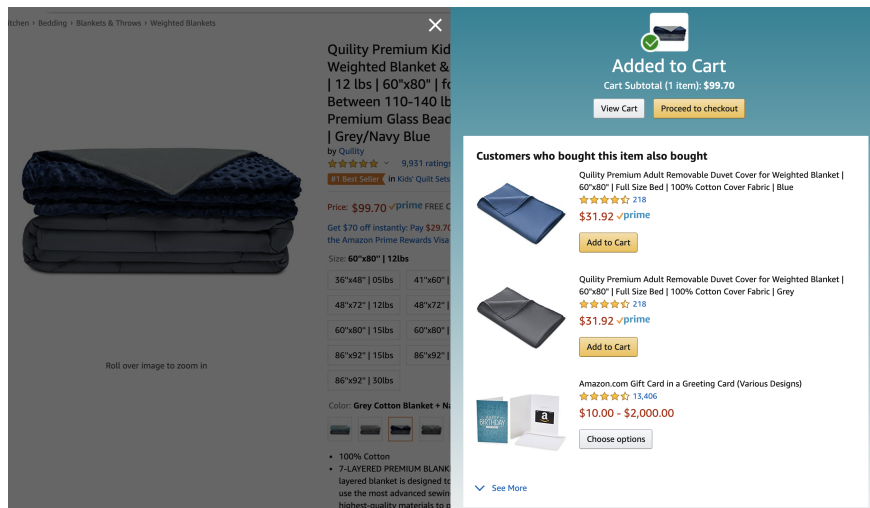 itchen › Bedding › Blankets & Throws › Weighted Blankets
Quility Premium Kid
Weighted Blanket &
| 12 lbs | 60"x80" | fo
Between 110-140 lb
Premium Glass Bead
| Grey/Navy Blue
by Quility
9,931 ratings
#1 Best Seller in Kids' Quilt Sets
Price: $99.70 prime FREE C
Get $70 off instantly: Pay $29.70
the Amazon Prime Rewards Visa
Size: 60"x80" | 12lbs
36"x48" | 05lbs 41"x60" |
48"x72" | 12lbs 48"x72" |
60"x80" | 15lbs 60"x80" |
86"x92" | 15lbs 86"x92" |
86"x92" | 30lbs
Roll over image to zoom in
Color: Grey Cotton Blanket + Na
• 100% Cotton
• 7-LAYERED PREMIUM BLANK
layered blanket is designed to
use the most advanced sewin
highest-quality materials to p
Added to Cart
Cart Subtotal (1 item): $99.70
View Cart Proceed to checkout
Customers who bought this item also bought
Quility Premium Adult Removable Duvet Cover for Weighted Blanket |
60"x80" | Full Size Bed | 100% Cotton Cover Fabric | Blue
218
$31.92 prime
Add to Cart
Quility Premium Adult Removable Duvet Cover for Weighted Blanket |
60"x80" | Full Size Bed | 100% Cotton Cover Fabric | Grey
218
$31.92 prime
Add to Cart
Amazon.com Gift Card in a Greeting Card (Various Designs)
13,406
$10.00 - $2,000.00
Choose options
HAPPY
BIRTHDAY
a
See More